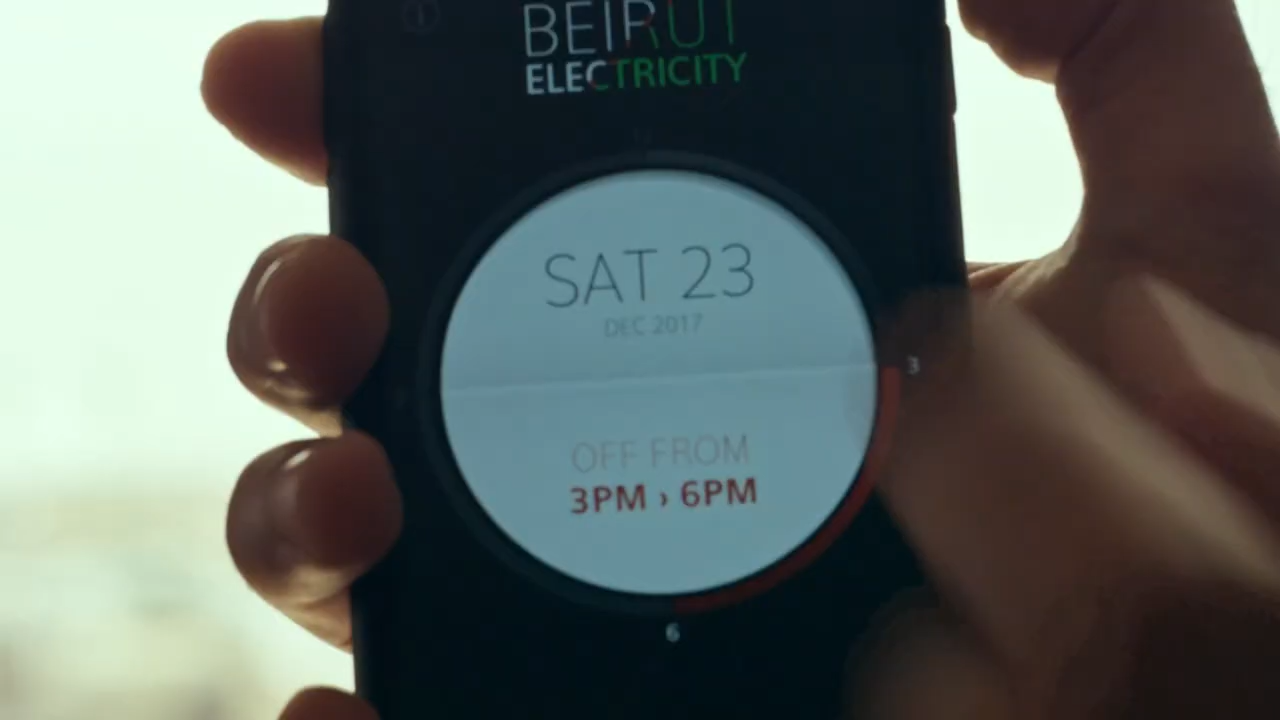 BEIRUT
ELECTRICITY
SAT 23
DEC 2017
3
OFF FROM
3PM › 6PM
6